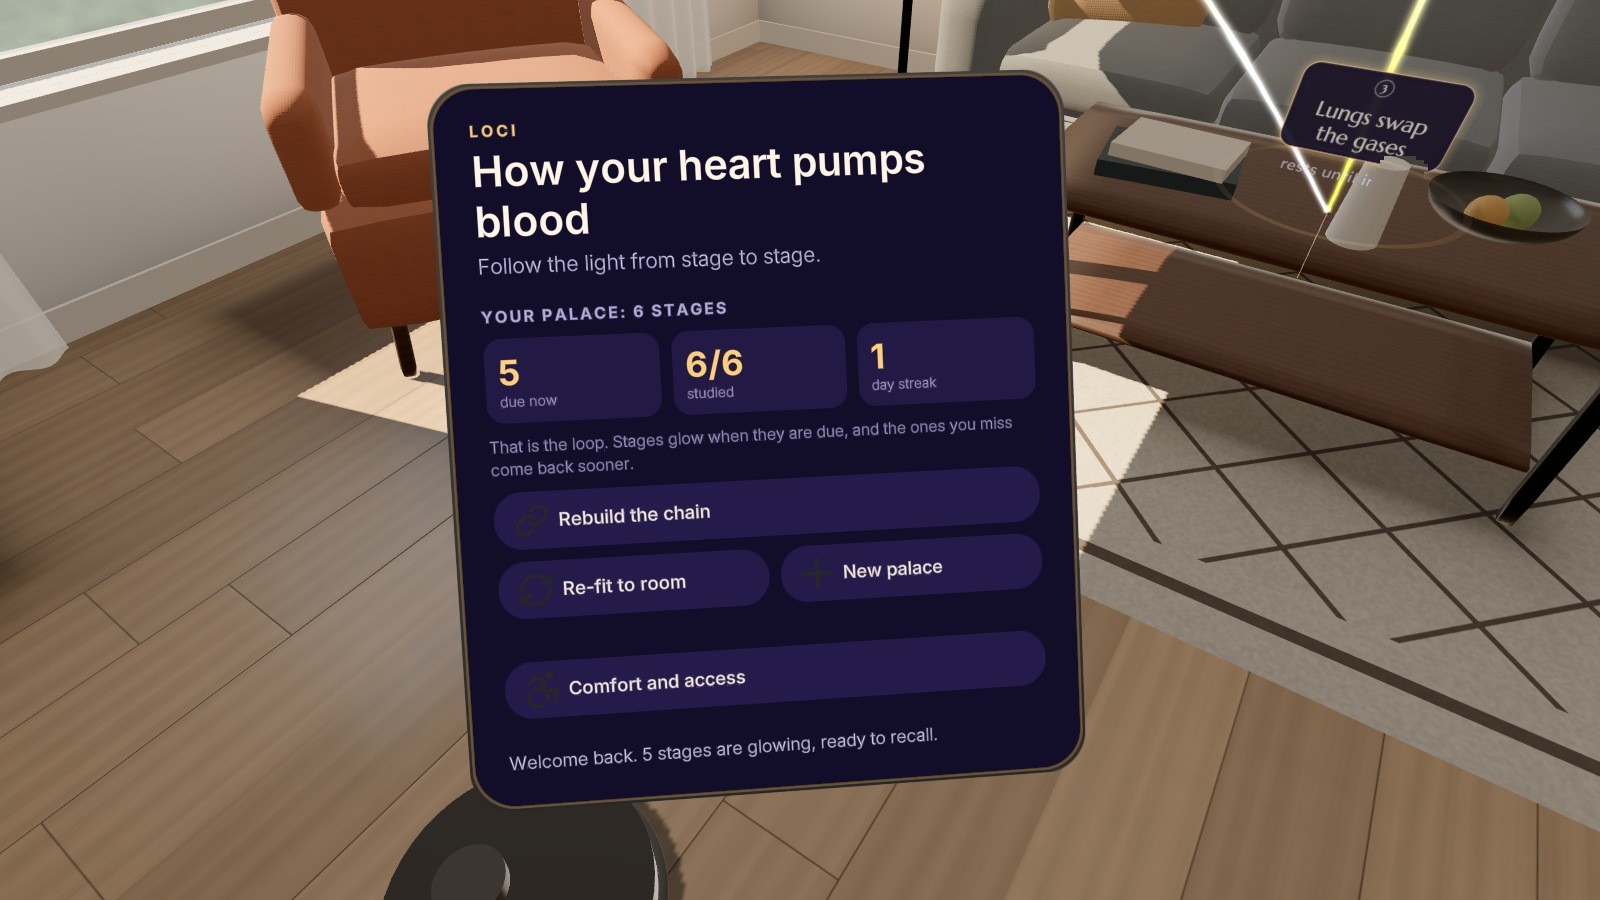 LOCI
How your heart pumps
blood
Follow the light from stage to stage.
YOUR PALACE: 6 STAGES
5
due now
6/6
studied
1
day streak
That is the loop. Stages glow when they are due, and the ones you miss
come back sooner.
Rebuild the chain
Re-fit to room
New palace
Comfort and access
Welcome back. 5 stages are glowing, ready to recall.
3
Lungs swap
the gases
rests until